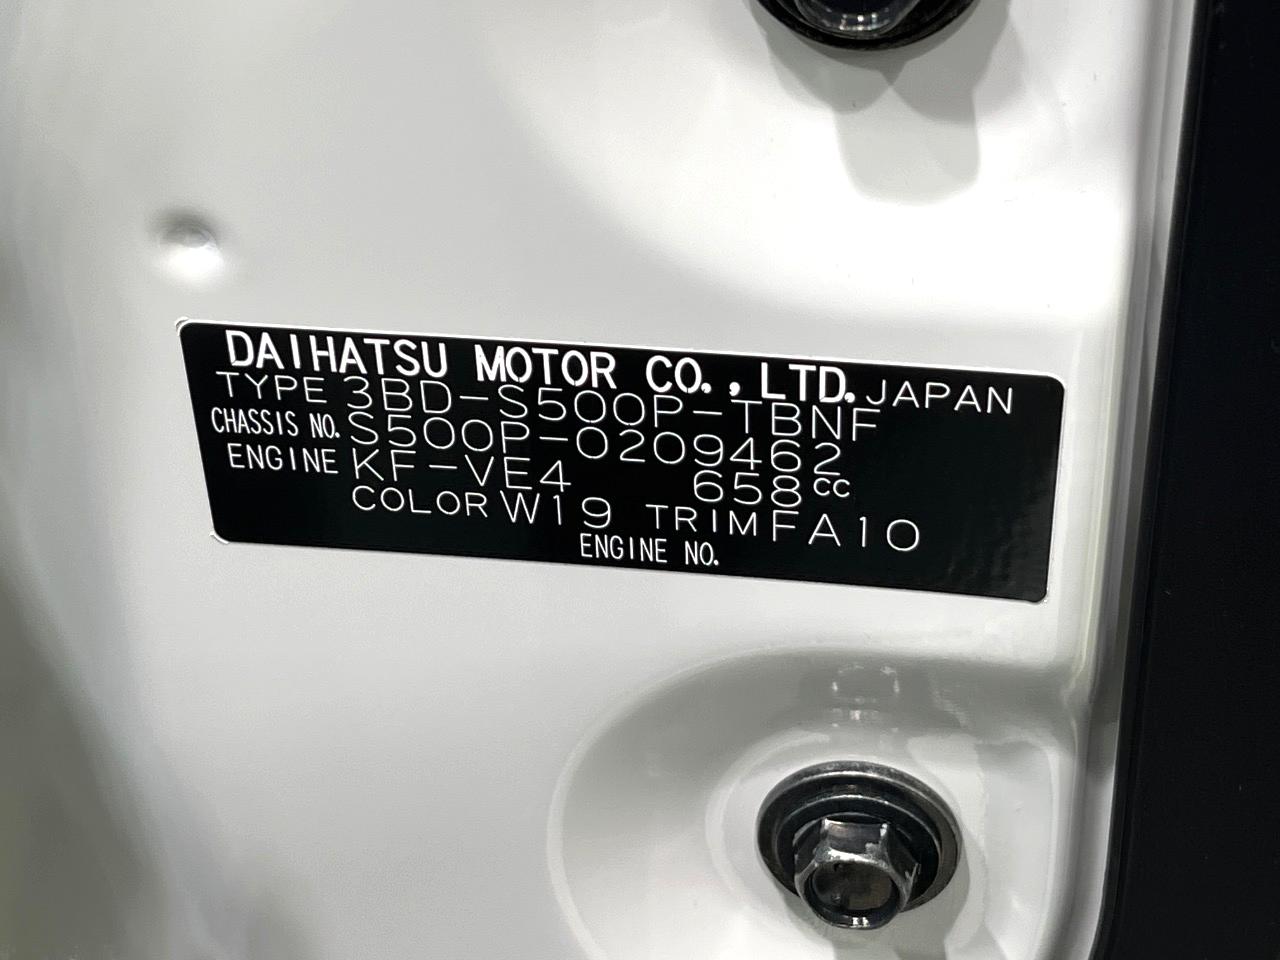 DAIHATSU MOTOR CO.,LTD. JAPAN
TYPE 3BD-S500P-TBNF
CHASSIS NO. S500P-0209462
ENGINE KF-VE4 658cc
COLOR W19 TRIM FA10
ENGINE NO.